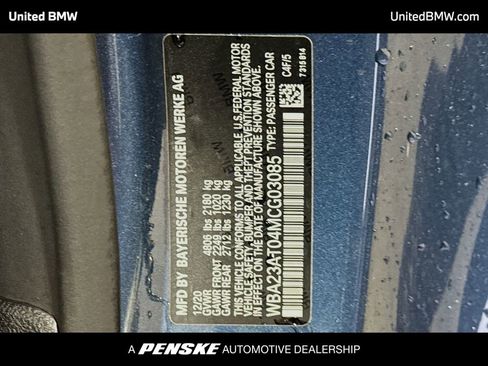 United BMW
UnitedBMW.com
MFD BY BAYERISCHE MOTOREN WERKE AG
12/20
GVWR 4806 lbs 2180 kg
GAWR FRONT 2249 lbs 1020 kg
GAWR REAR 2712 lbs 1230 kg
THIS VEHICLE CONFORMS TO ALL APPLICABLE U.S. FEDERAL MOTOR
VEHICLE SAFETY, BUMPER AND THEFT PREVENTION STANDARDS
IN EFFECT ON THE DATE OF MANUFACTURE SHOWN ABOVE.
WBA23AT04MCG03085 TYPE: PASSENGER CAR
C4F/5
7315814
A PENSKE AUTOMOTIVE DEALERSHIP